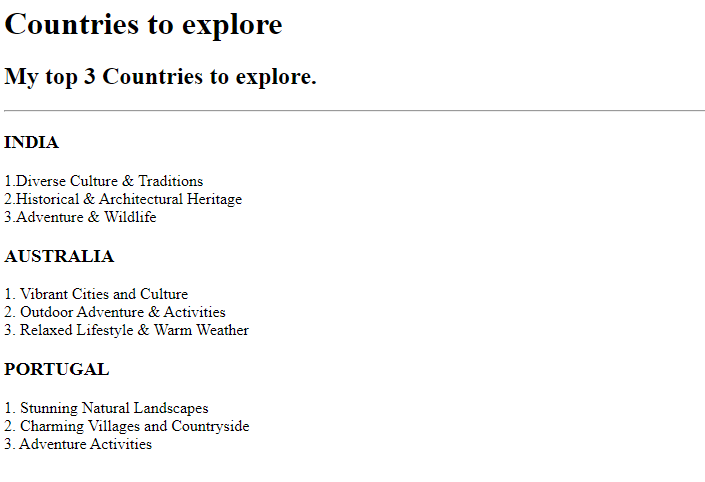 Countries to explore
My top 3 Countries to explore.
INDIA
1.Diverse Culture & Traditions
2.Historical & Architectural Heritage
3.Adventure & Wildlife
AUSTRALIA
1. Vibrant Cities and Culture
2. Outdoor Adventure & Activities
3. Relaxed Lifestyle & Warm Weather
PORTUGAL
1. Stunning Natural Landscapes
2. Charming Villages and Countryside
3. Adventure Activities